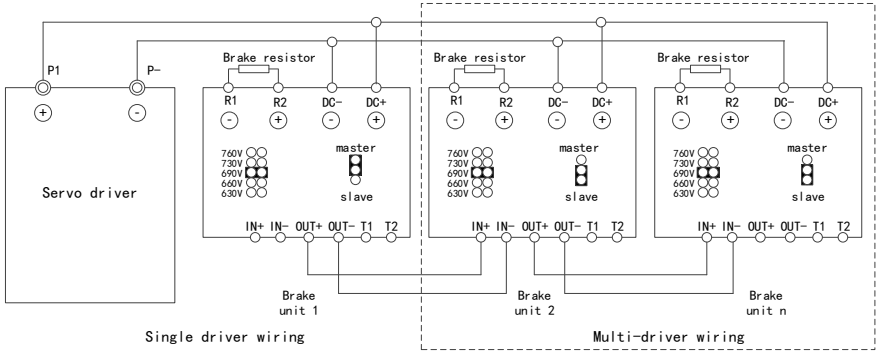 P1 P-
+ -
Servo driver
Brake resistor
R1 R2 DC- DC+
- + - +
760V
730V
690V
660V
630V
master
slave
IN+ IN- OUT+ OUT- T1 T2
Brake
unit 1
Brake resistor
R1 R2 DC- DC+
- + - +
760V
730V
690V
660V
630V
master
slave
IN+ IN- OUT+ OUT- T1 T2
Brake
unit 2
Brake resistor
R1 R2 DC- DC+
- + - +
760V
730V
690V
660V
630V
master
slave
IN+ IN- OUT+ OUT- T1 T2
Brake
unit n
Single driver wiring
Multi-driver wiring